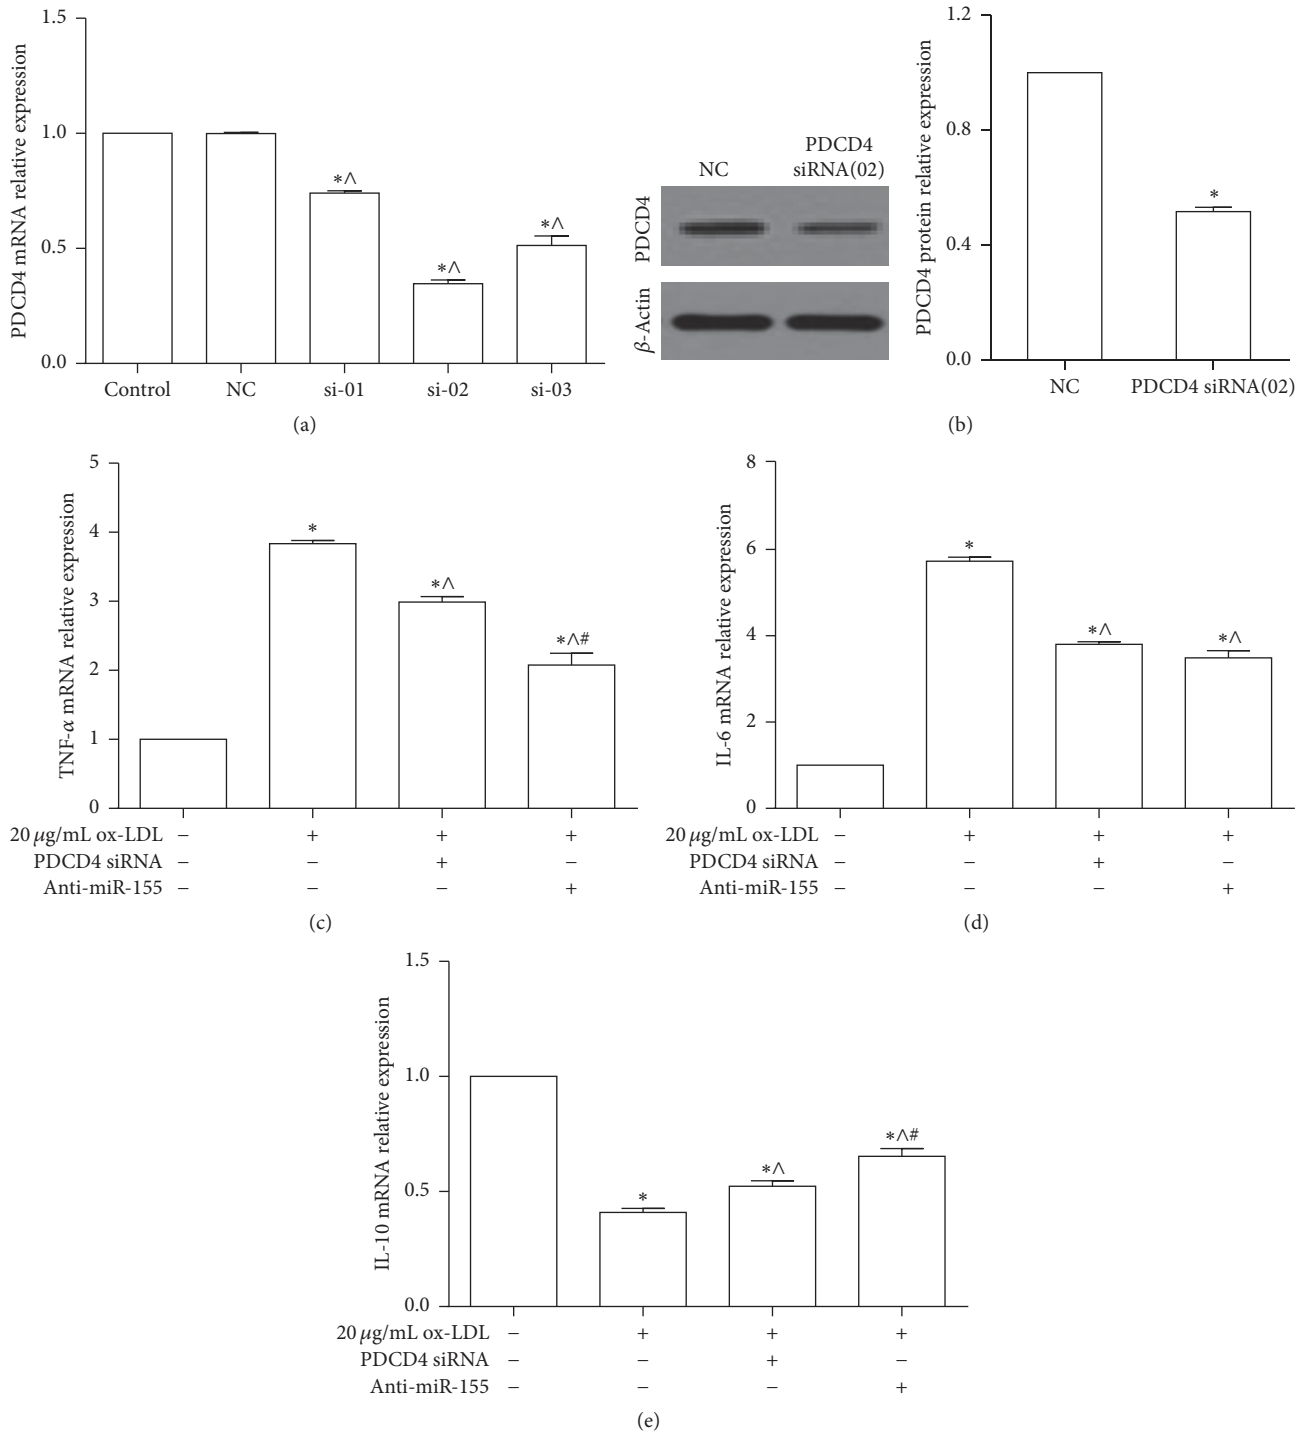 1.5
1.0
0.5
0.0
PDCD4 mRNA relative expression
*^
*^
*^
Control NC si-01 si-02 si-03
(a)
NC
PDCD4
siRNA(02)
PDCD4
β-Actin
1.2
0.8
0.4
0.0
PDCD4 protein relative expression
*
NC PDCD4 siRNA(02)
(b)
5
4
3
2
1
0
TNF-α mRNA relative expression
*
*^
*^#
20 μg/mL ox-LDL − + + +
PDCD4 siRNA − − + −
Anti-miR-155 − − − +
(c)
8
6
4
2
0
IL-6 mRNA relative expression
*
*^
*^
20 μg/mL ox-LDL − + + +
PDCD4 siRNA − − + −
Anti-miR-155 − − − +
(d)
1.5
1.0
0.5
0.0
IL-10 mRNA relative expression
*
*^
*^#
20 μg/mL ox-LDL − + + +
PDCD4 siRNA − − + −
Anti-miR-155 − − − +
(e)